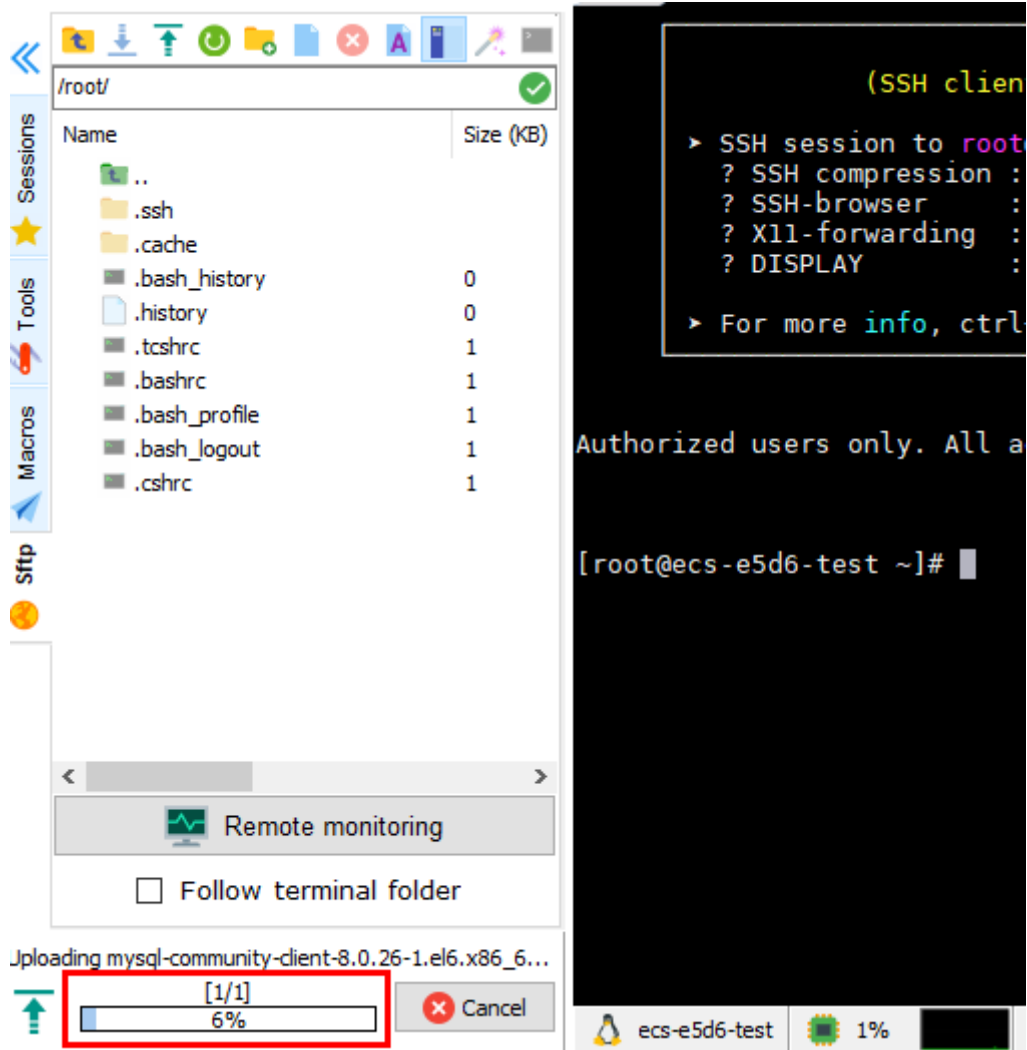 /root/
Name Size (KB)
..
.ssh
.cache
.bash_history 0
.history 0
.tcshrc 1
.bashrc 1
.bash_profile 1
.bash_logout 1
.cshrc 1
Sessions
Tools
Macros
Sftp
Remote monitoring
Follow terminal folder
Uploading mysql-community-client-8.0.26-1.el6.x86_6...
[1/1]
6%
Cancel
(SSH clien
➤ SSH session to root
? SSH compression :
? SSH-browser :
? X11-forwarding :
? DISPLAY :
➤ For more info, ctrl
Authorized users only. All a
[root@ecs-e5d6-test ~]#
ecs-e5d6-test 1%